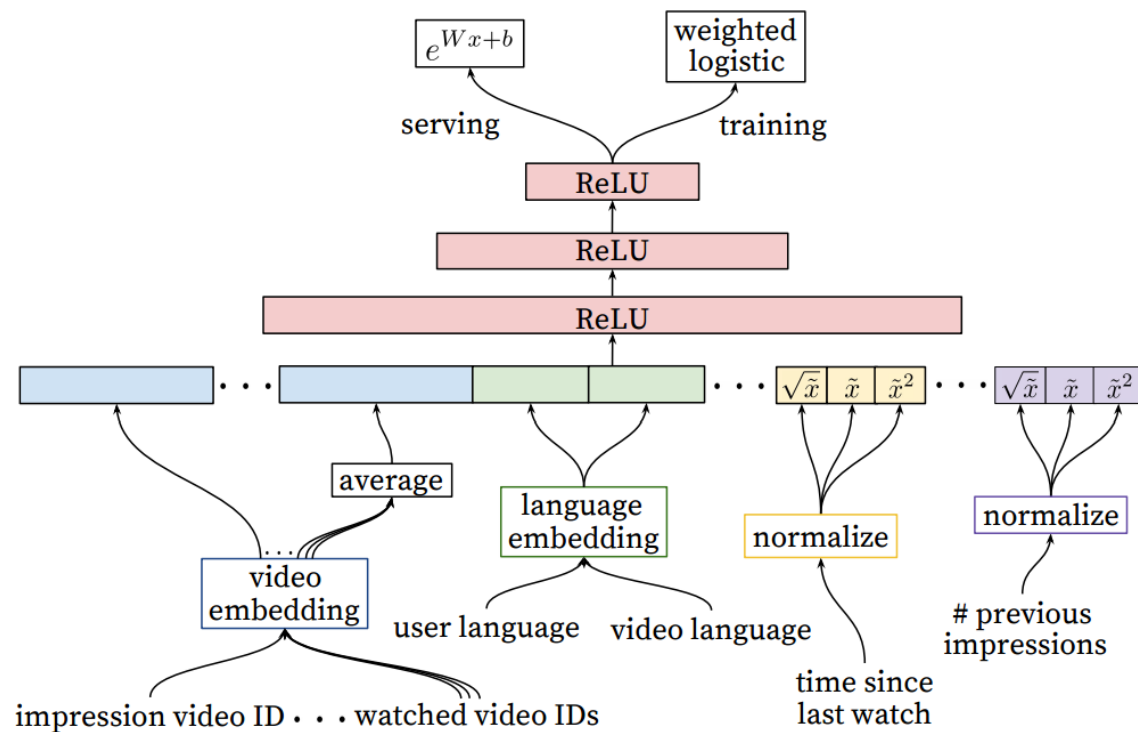 e^{Wx+b}
weighted
logistic
serving
training
ReLU
ReLU
ReLU
. . .
. . .
√x̃ x̃ x̃²
. . .
√x̃ x̃ x̃²
average
. . .
language
embedding
normalize
normalize
video
embedding
user language
video language
# previous
impressions
time since
last watch
impression video ID . . . watched video IDs